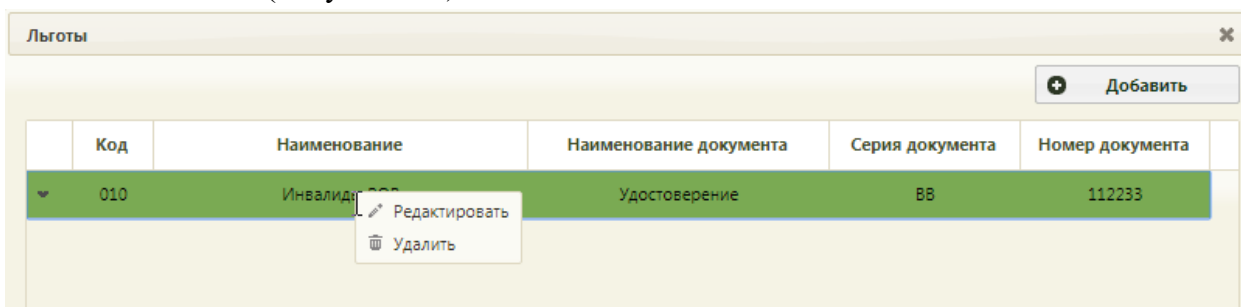 Льготы
Добавить
Код Наименование Наименование документа Серия документа Номер документа
010 Удостоверение ВВ 112233
Редактировать
Удалить